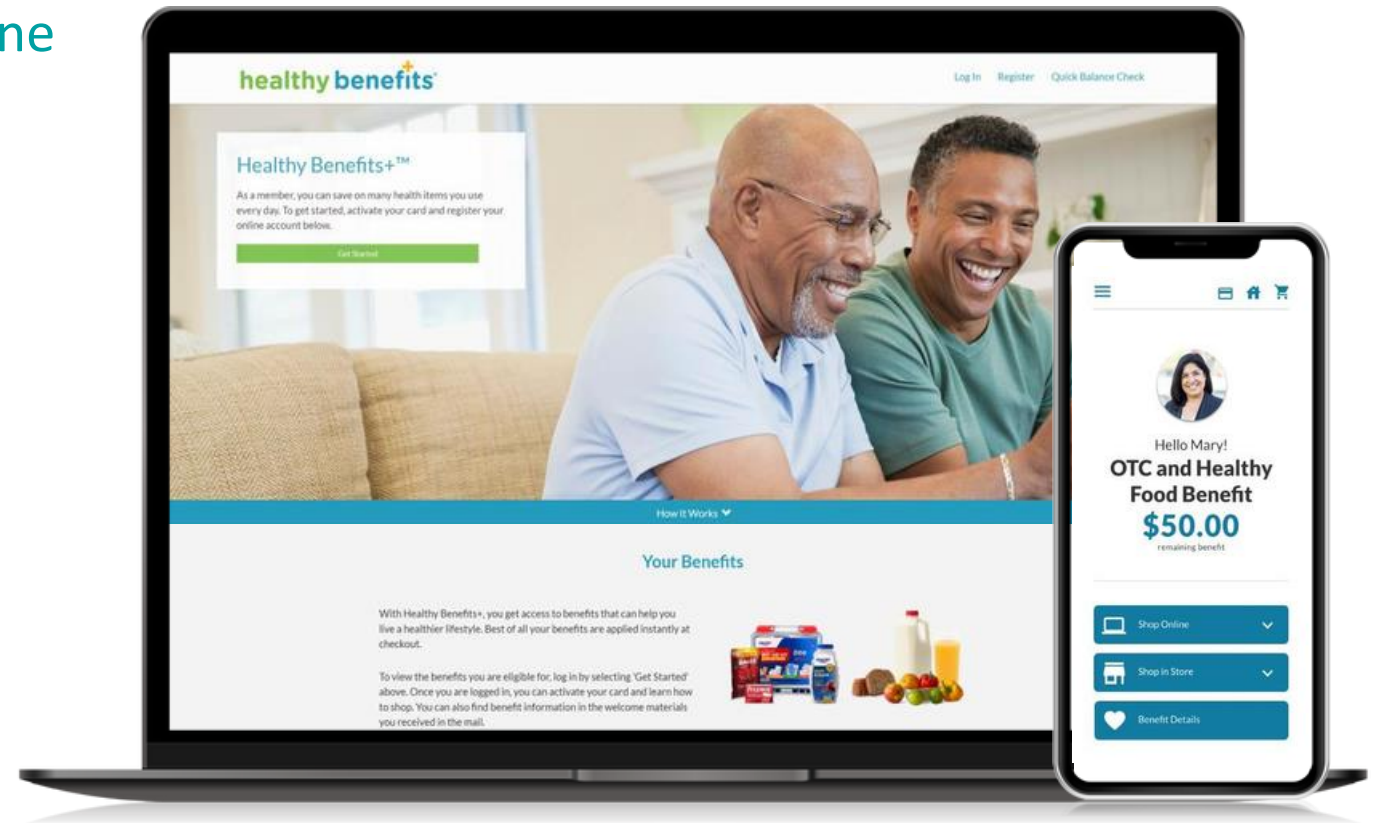 ne
healthy benefits+
Log In Register Quick Balance Check
Healthy Benefits+™
As a member, you can save on many health items you use
every day. To get started, activate your card and register your
online account below.
Get Started
How it Works
Your Benefits
With Healthy Benefits+, you get access to benefits that can help you
live a healthier lifestyle. Best of all your benefits are applied instantly at
checkout.
To view the benefits you are eligible for, log in by selecting 'Get Started'
above. Once you are logged in, you can activate your card and learn how
to shop. You can also find benefit information in the welcome materials
you received in the mail.
Hello Mary!
OTC and Healthy
Food Benefit
$50.00
remaining benefit
Shop Online
Shop in Store
Benefit Details